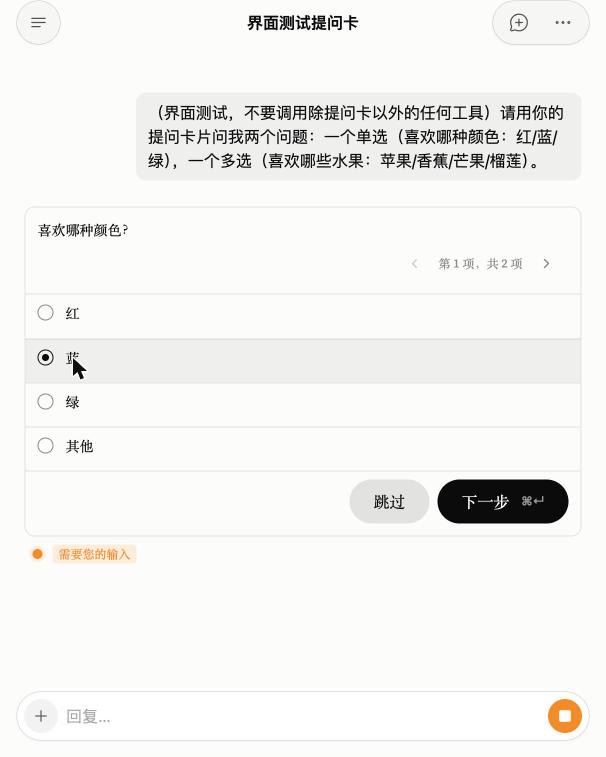 界面测试提问卡
（界面测试，不要调用除提问卡以外的任何工具）请用你的
提问卡片问我两个问题：一个单选（喜欢哪种颜色：红/蓝/
绿），一个多选（喜欢哪些水果：苹果/香蕉/芒果/榴莲）。
喜欢哪种颜色?
第1项，共2项
红
蓝
绿
其他
跳过
下一步 ⌘↵
需要您的输入
回复...